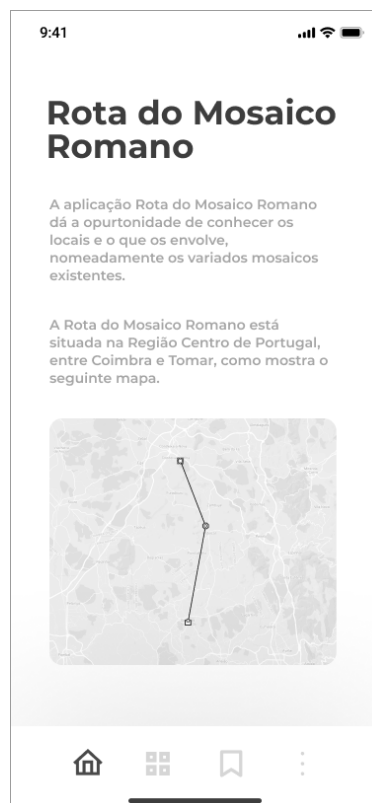 9:41
Rota do Mosaico
Romano
A aplicação Rota do Mosaico Romano
dá a opurtonidade de conhecer os
locais e o que os envolve,
nomeadamente os variados mosaicos
existentes.
A Rota do Mosaico Romano está
situada na Região Centro de Portugal,
entre Coimbra e Tomar, como mostra o
seguinte mapa.